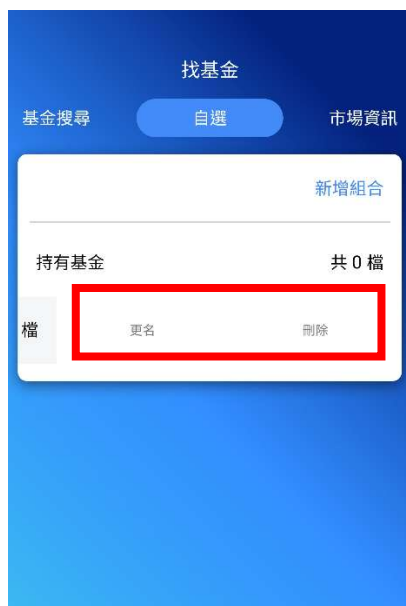 找基金
基金搜尋 自選 市場資訊
新增組合
持有基金 共 0 檔
檔 更名 刪除